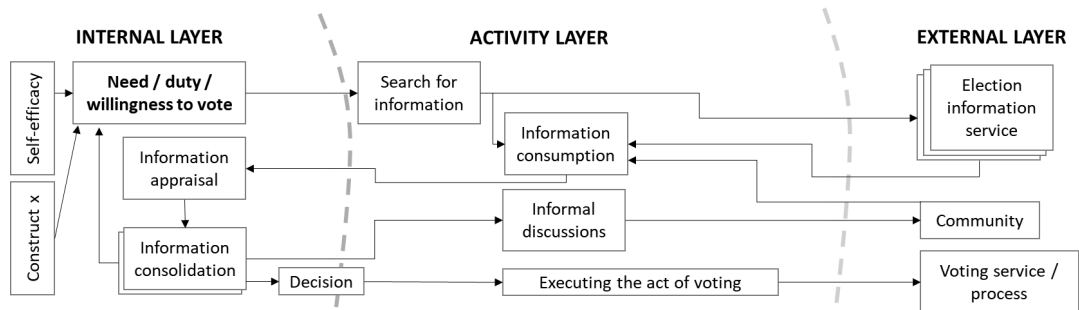 INTERNAL LAYER
ACTIVITY LAYER
EXTERNAL LAYER
Self-efficacy
Need / duty /
willingness to vote
Search for
information
Election
information
service
Information
consumption
Information
appraisal
Construct x
Informal
discussions
Community
Information
consolidation
Decision
Executing the act of voting
Voting service /
process